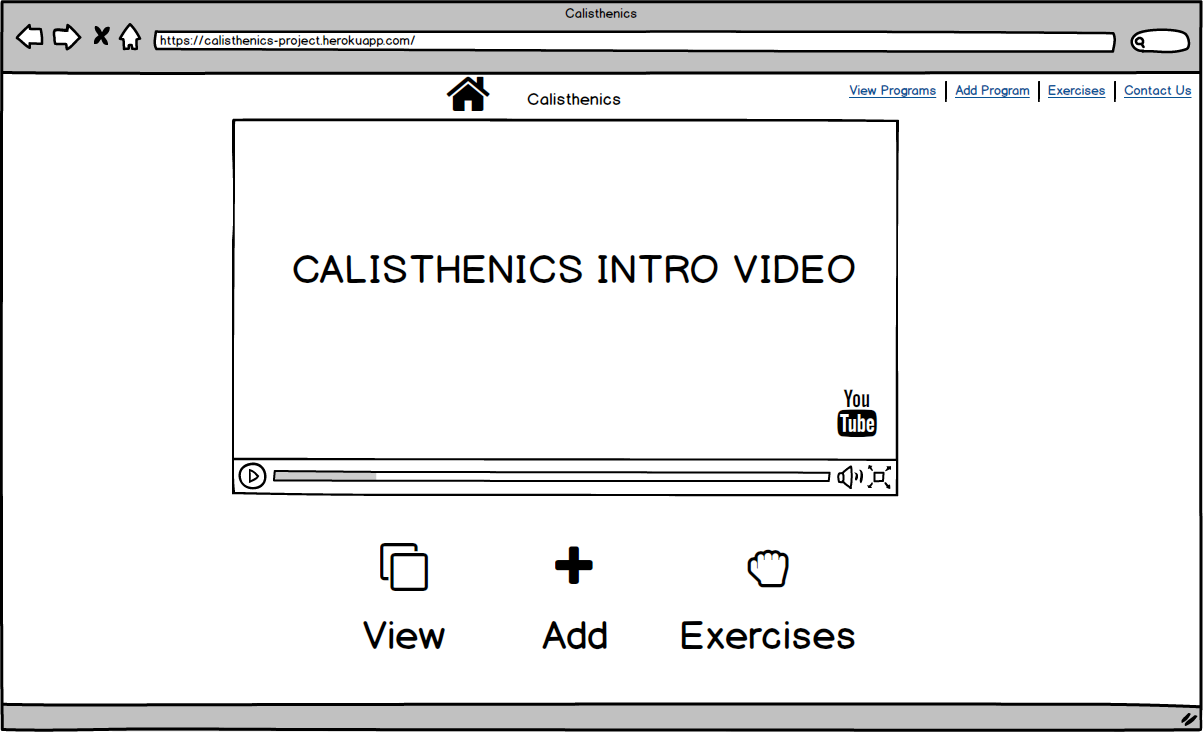 Calisthenics
https://calisthenics-project.herokuapp.com/
Calisthenics
View Programs | Add Program | Exercises | Contact Us
CALISTHENICS INTRO VIDEO
You
Tube
View Add Exercises